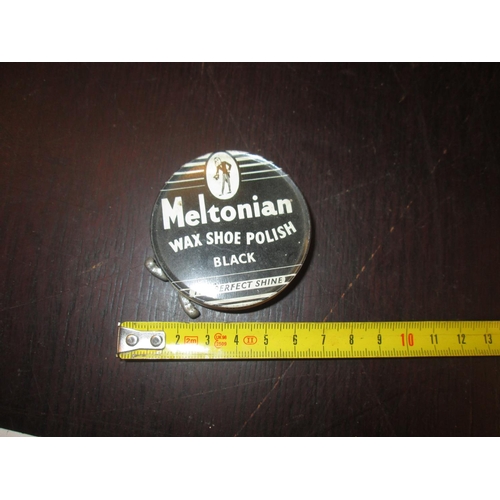 Meltonian
WAX SHOE POLISH
BLACK
PERFECT SHINE
2 2m 3 4 5 6 7 8 9 10 11 12 13